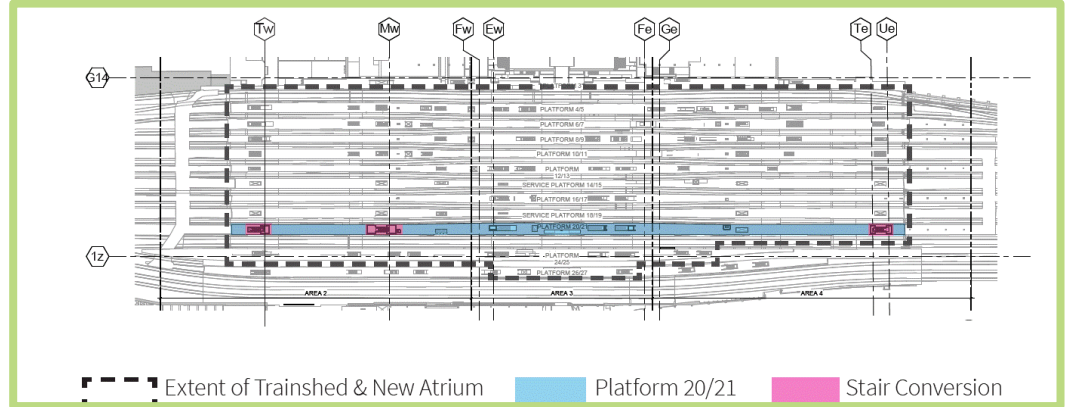 Tw Mw Fw Ew Fe Ge Te Ue
G14
PLATFORM 3
PLATFORM 4/5
PLATFORM 6/7
PLATFORM 8/9
PLATFORM 10/11
PLATFORM
12/13
SERVICE PLATFORM 14/15
PLATFORM 16/17
SERVICE PLATFORM 18/19
PLATFORM 20/21
1z
PLATFORM
24/25
PLATFORM 26/27
AREA 2 AREA 3 AREA 4
Extent of Trainshed & New Atrium Platform 20/21 Stair Conversion